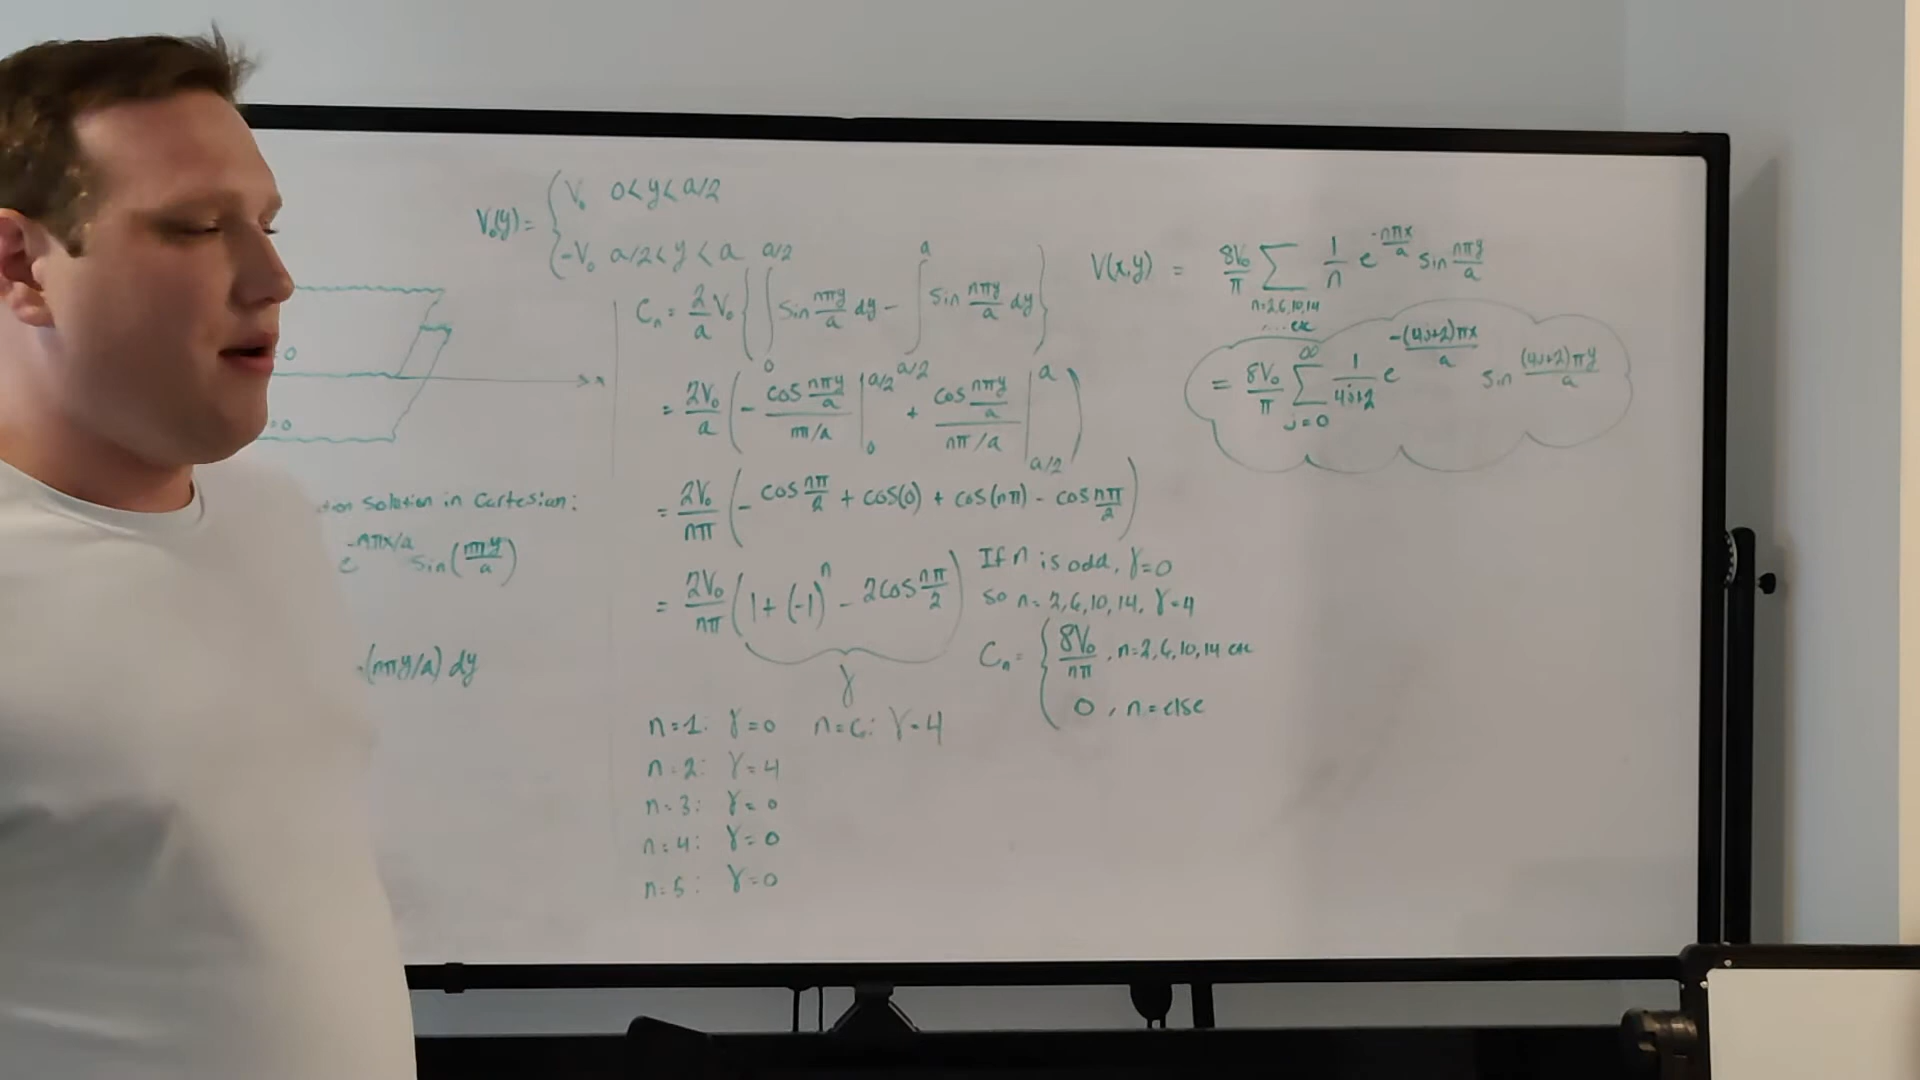 V₀(y) = { V₀ 0 < y < a/2
-V₀ a/2 < y < a
= 0
= 0
Solution in Cartesian:
e^{-nπx/a} sin(nπy/a)
(nπy/a) dy
Cₙ = 2/a V₀ { ∫₀^{a/2} sin nπy/a dy - ∫_{a/2}^{a} sin nπy/a dy }
= 2V₀/a ( - cos nπy/a / nπ/a |₀^{a/2} + cos nπy/a / nπ/a |_{a/2}^{a} )
= 2V₀/nπ ( - cos nπ/2 + cos(0) + cos(nπ) - cos nπ/2 )
= 2V₀/nπ ( 1 + (-1)ⁿ - 2cos nπ/2 )
γ
n=1: γ=0 n=6: γ=4
n=2: γ=4
n=3: γ=0
n=4: γ=0
n=5: γ=0
If n is odd, γ=0
so n=2,6,10,14, γ=4
Cₙ = { 8V₀/nπ , n=2,6,10,14 etc
0 , n=else
V(x,y) = 8V₀/π Σ_{n=2,6,10,14 .... etc} 1/n e^{-nπx/a} sin nπy/a
= 8V₀/π Σ_{j=0}^{∞} 1/4j+2 e^{-(4j+2)πx/a} sin (4j+2)πy/a